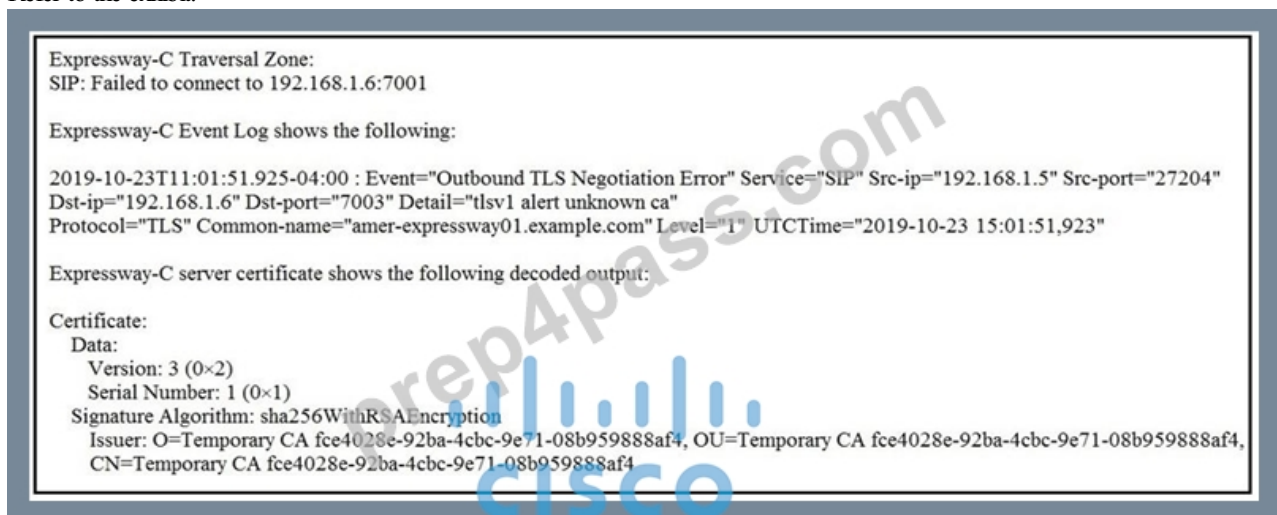 Expressway-C Traversal Zone:
SIP: Failed to connect to 192.168.1.6:7001
Expressway-C Event Log shows the following:
2019-10-23T11:01:51.925-04:00 : Event="Outbound TLS Negotiation Error" Service="SIP" Src-ip="192.168.1.5" Src-port="27204"
Dst-ip="192.168.1.6" Dst-port="7003" Detail="tlsv1 alert unknown ca"
Protocol="TLS" Common-name="amer-expressway01.example.com" Level="1" UTCTime="2019-10-23 15:01:51,923"
Expressway-C server certificate shows the following decoded output:
Certificate:
Data:
Version: 3 (0×2)
Serial Number: 1 (0×1)
Signature Algorithm: sha256WithRSAEncryption
Issuer: O=Temporary CA fce4028e-92ba-4cbc-9e71-08b959888af4, OU=Temporary CA fce4028e-92ba-4cbc-9e71-08b959888af4,
CN=Temporary CA fce4028e-92ba-4cbc-9e71-08b959888af4
prep4pass.com
CISCO